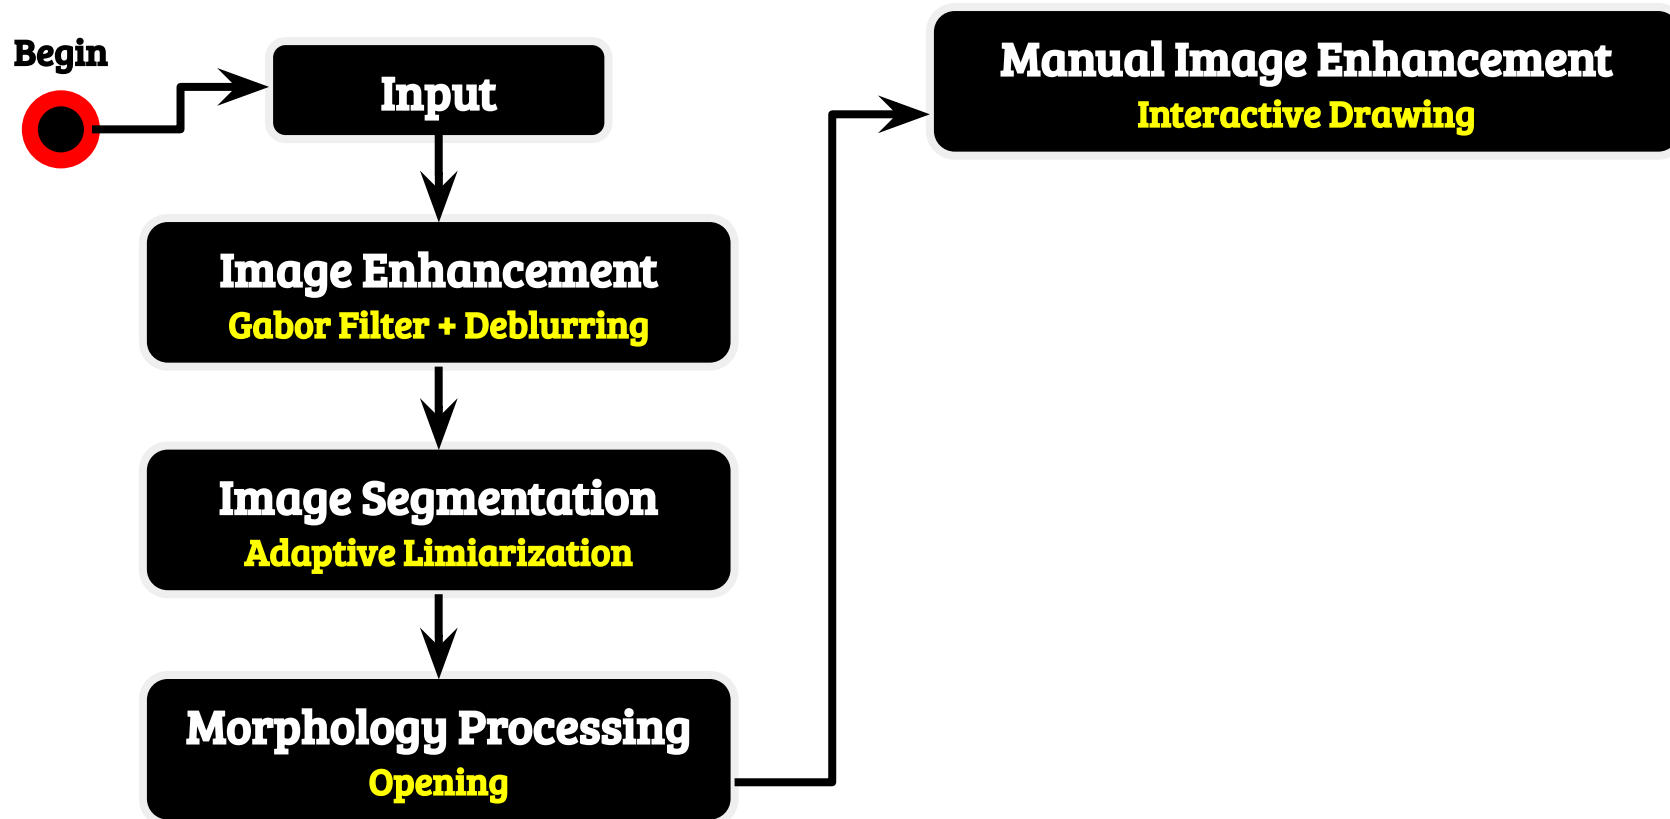 Begin
Input
Image Enhancement
Gabor Filter + Deblurring
Image Segmentation
Adaptive Limiarization
Morphology Processing
Opening
Manual Image Enhancement
Interactive Drawing